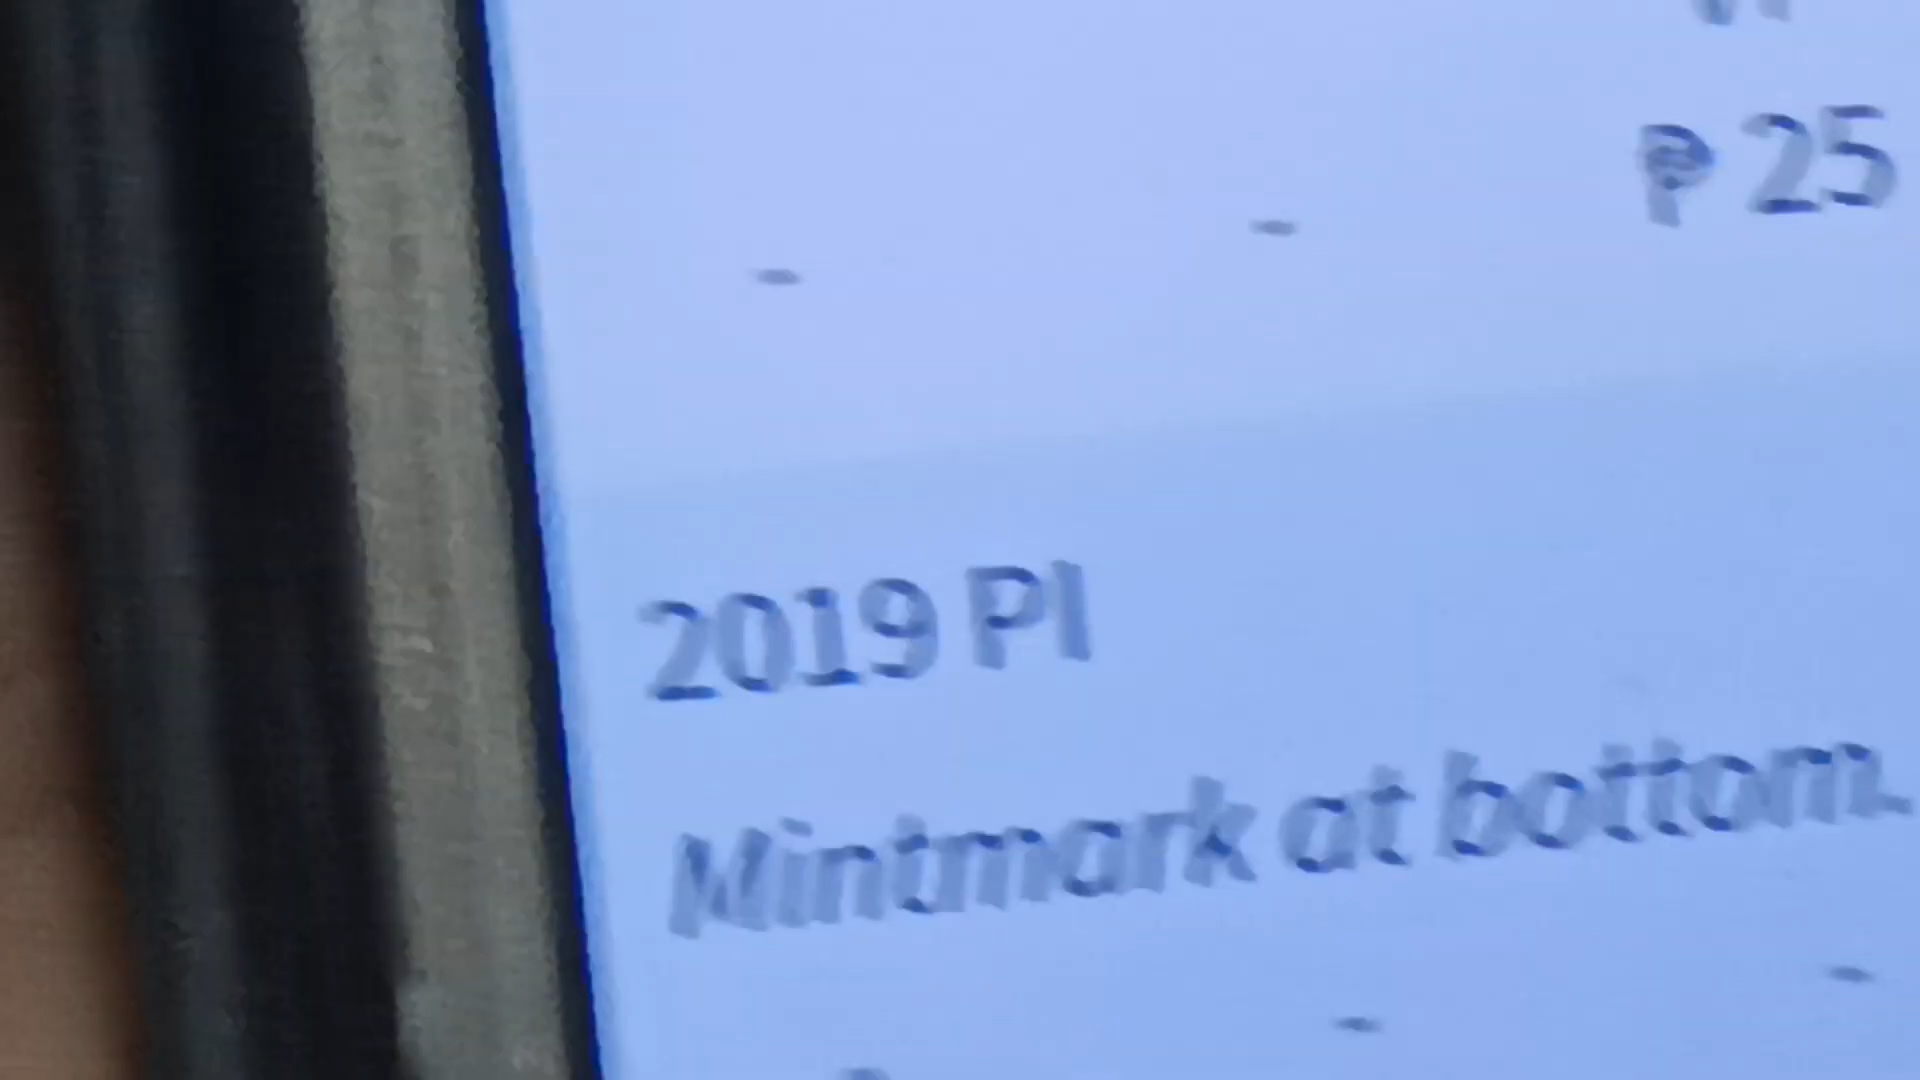 ₱ 25
-
-
2019 PI
Mintmark at bottom.
-
-